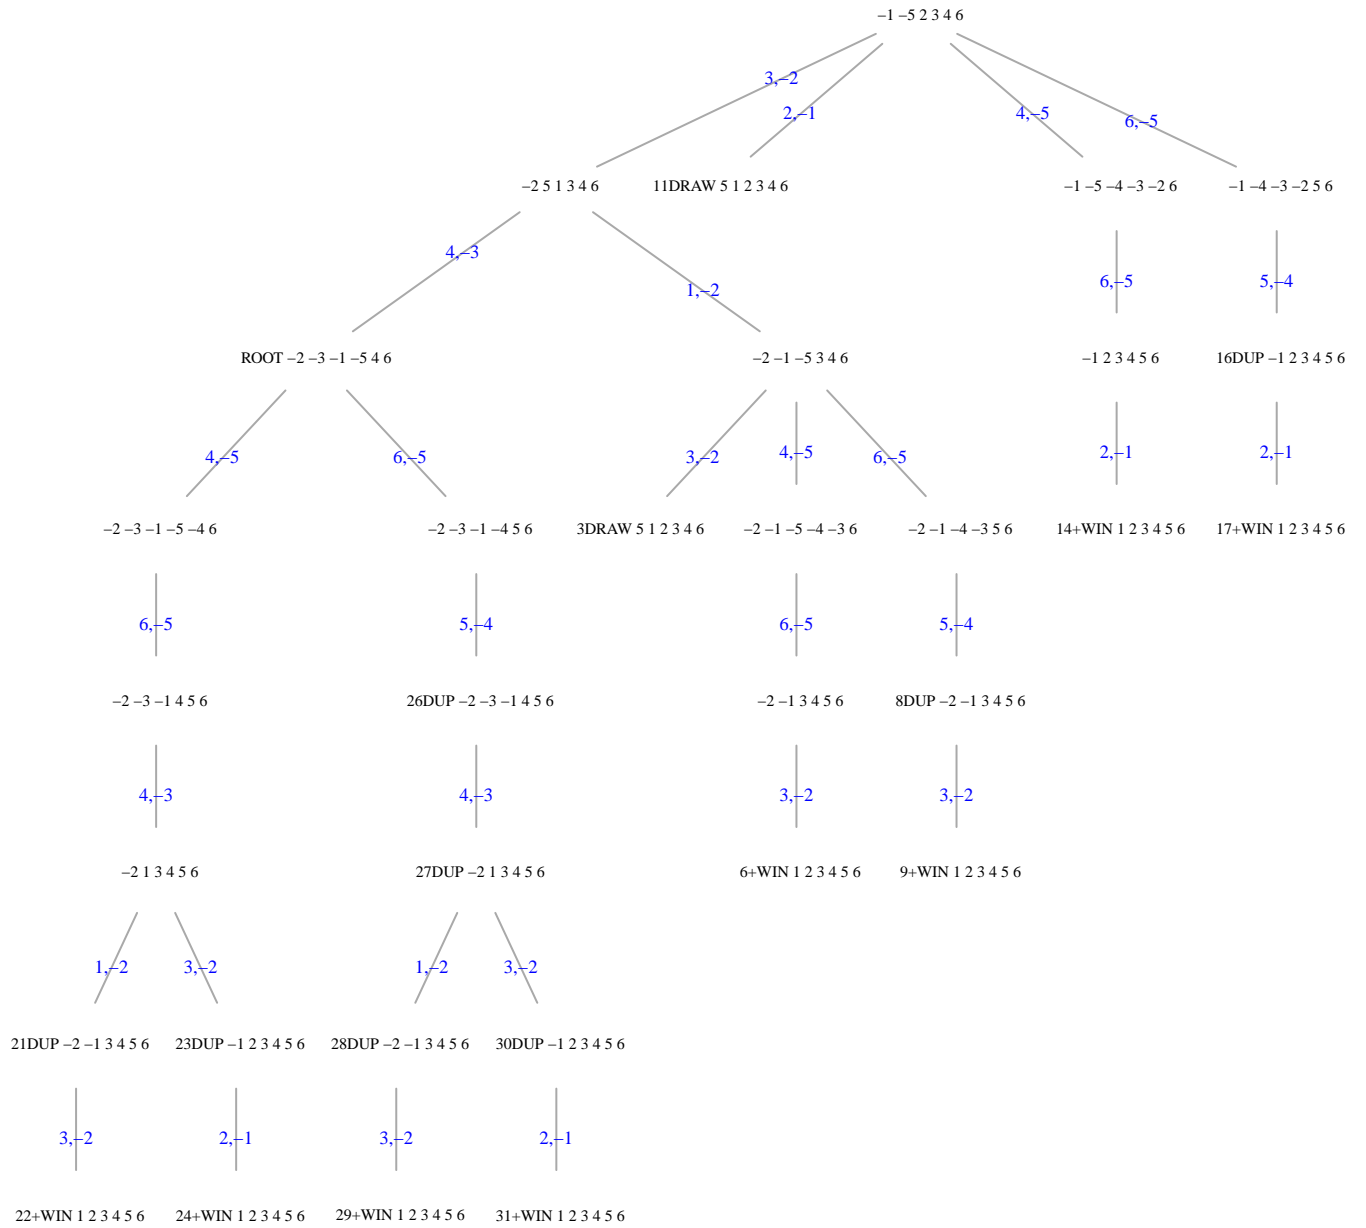 −1 −5 2 3 4 6
3,−2
2,−1
4,−5
6,−5
−2 5 1 3 4 6
11DRAW 5 1 2 3 4 6
−1 −5 −4 −3 −2 6
−1 −4 −3 −2 5 6
4,−3
1,−2
6,−5
5,−4
ROOT −2 −3 −1 −5 4 6
−2 −1 −5 3 4 6
−1 2 3 4 5 6
16DUP −1 2 3 4 5 6
4,−5
6,−5
3,−2
4,−5
6,−5
2,−1
2,−1
−2 −3 −1 −5 −4 6
−2 −3 −1 −4 5 6
3DRAW 5 1 2 3 4 6
−2 −1 −5 −4 −3 6
−2 −1 −4 −3 5 6
14+WIN 1 2 3 4 5 6
17+WIN 1 2 3 4 5 6
6,−5
5,−4
6,−5
5,−4
−2 −3 −1 4 5 6
26DUP −2 −3 −1 4 5 6
−2 −1 3 4 5 6
8DUP −2 −1 3 4 5 6
4,−3
4,−3
3,−2
3,−2
−2 1 3 4 5 6
27DUP −2 1 3 4 5 6
6+WIN 1 2 3 4 5 6
9+WIN 1 2 3 4 5 6
1,−2
3,−2
1,−2
3,−2
21DUP −2 −1 3 4 5 6
23DUP −1 2 3 4 5 6
28DUP −2 −1 3 4 5 6
30DUP −1 2 3 4 5 6
3,−2
2,−1
3,−2
2,−1
22+WIN 1 2 3 4 5 6
24+WIN 1 2 3 4 5 6
29+WIN 1 2 3 4 5 6
31+WIN 1 2 3 4 5 6